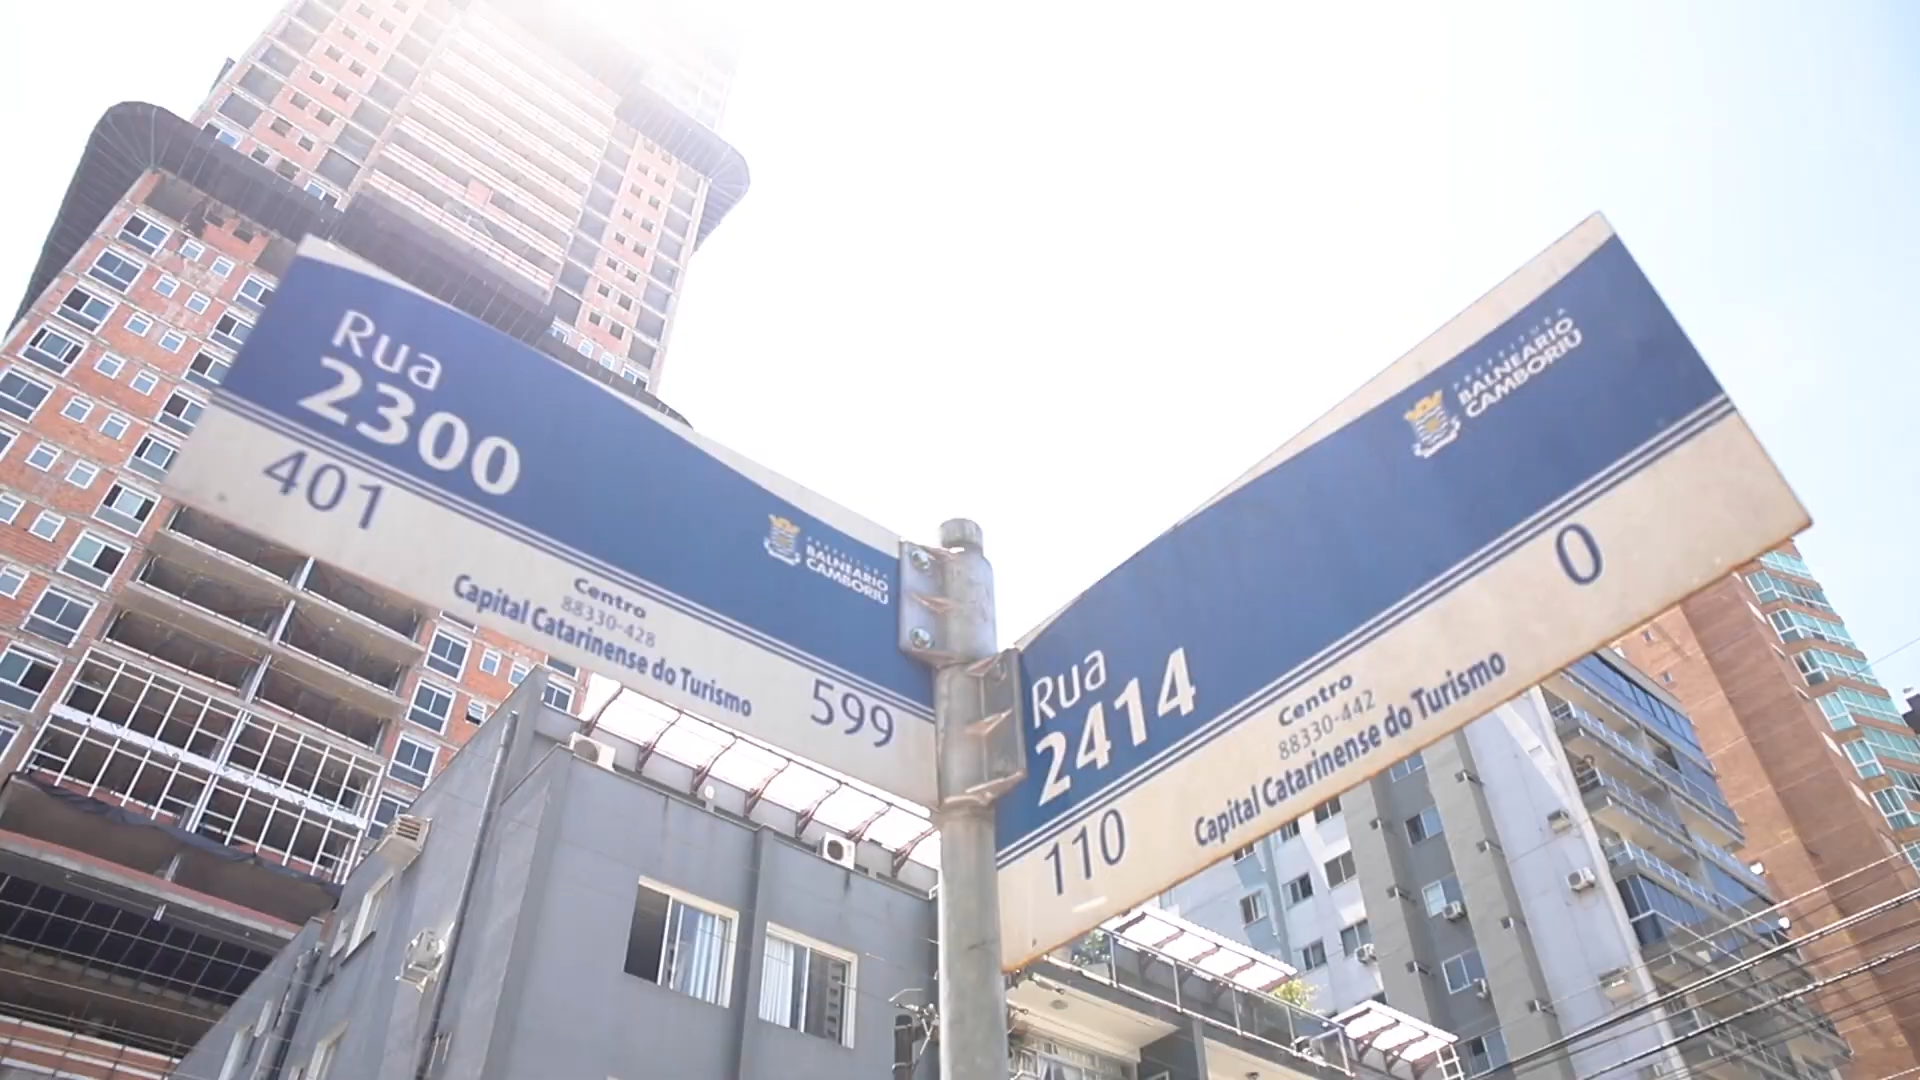 Rua
2300
401
PREFEITURA
BALNEÁRIO
CAMBORIÚ
Centro
88330-428
Capital Catarinense do Turismo
599
Rua
2414
110
PREFEITURA
BALNEÁRIO
CAMBORIÚ
Centro
88330-442
Capital Catarinense do Turismo
0